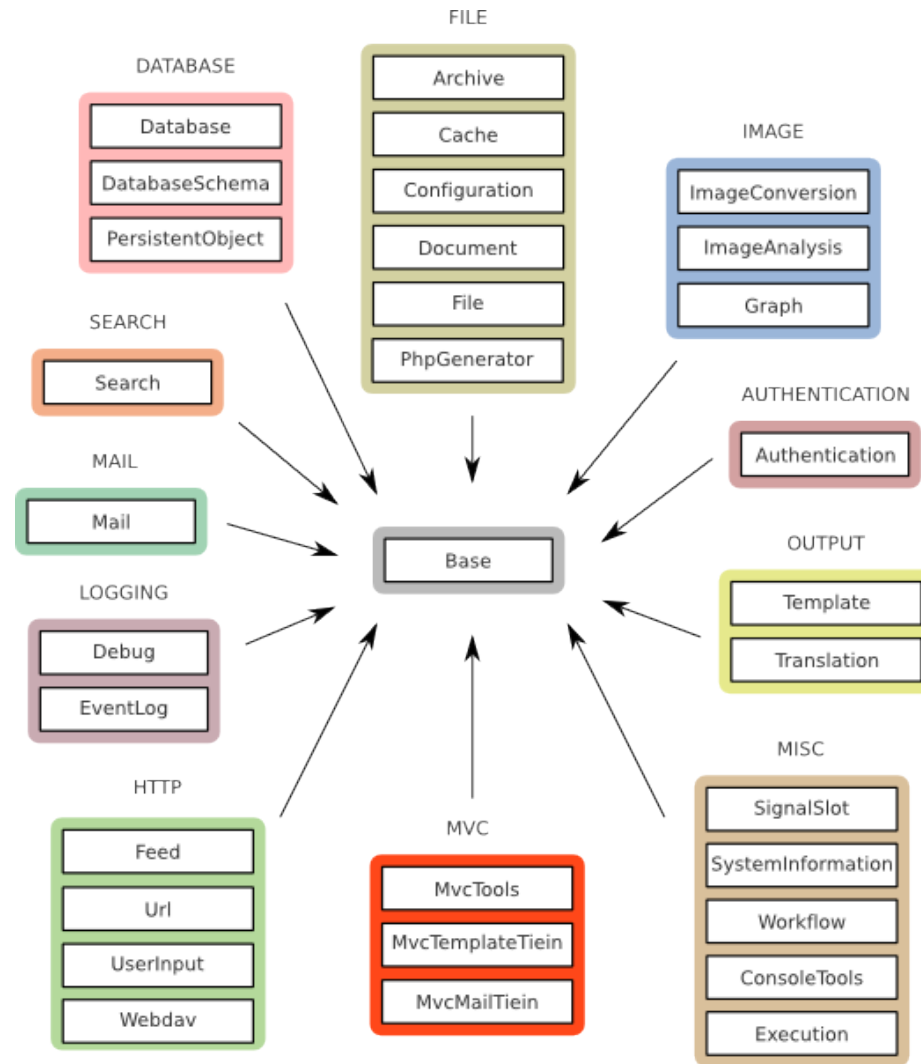 FILE
Archive
Cache
Configuration
Document
File
PhpGenerator
DATABASE
Database
DatabaseSchema
PersistentObject
IMAGE
ImageConversion
ImageAnalysis
Graph
SEARCH
Search
AUTHENTICATION
Authentication
MAIL
Mail
Base
OUTPUT
Template
Translation
LOGGING
Debug
EventLog
HTTP
Feed
Url
UserInput
Webdav
MVC
MvcTools
MvcTemplateTiein
MvcMailTiein
MISC
SignalSlot
SystemInformation
Workflow
ConsoleTools
Execution